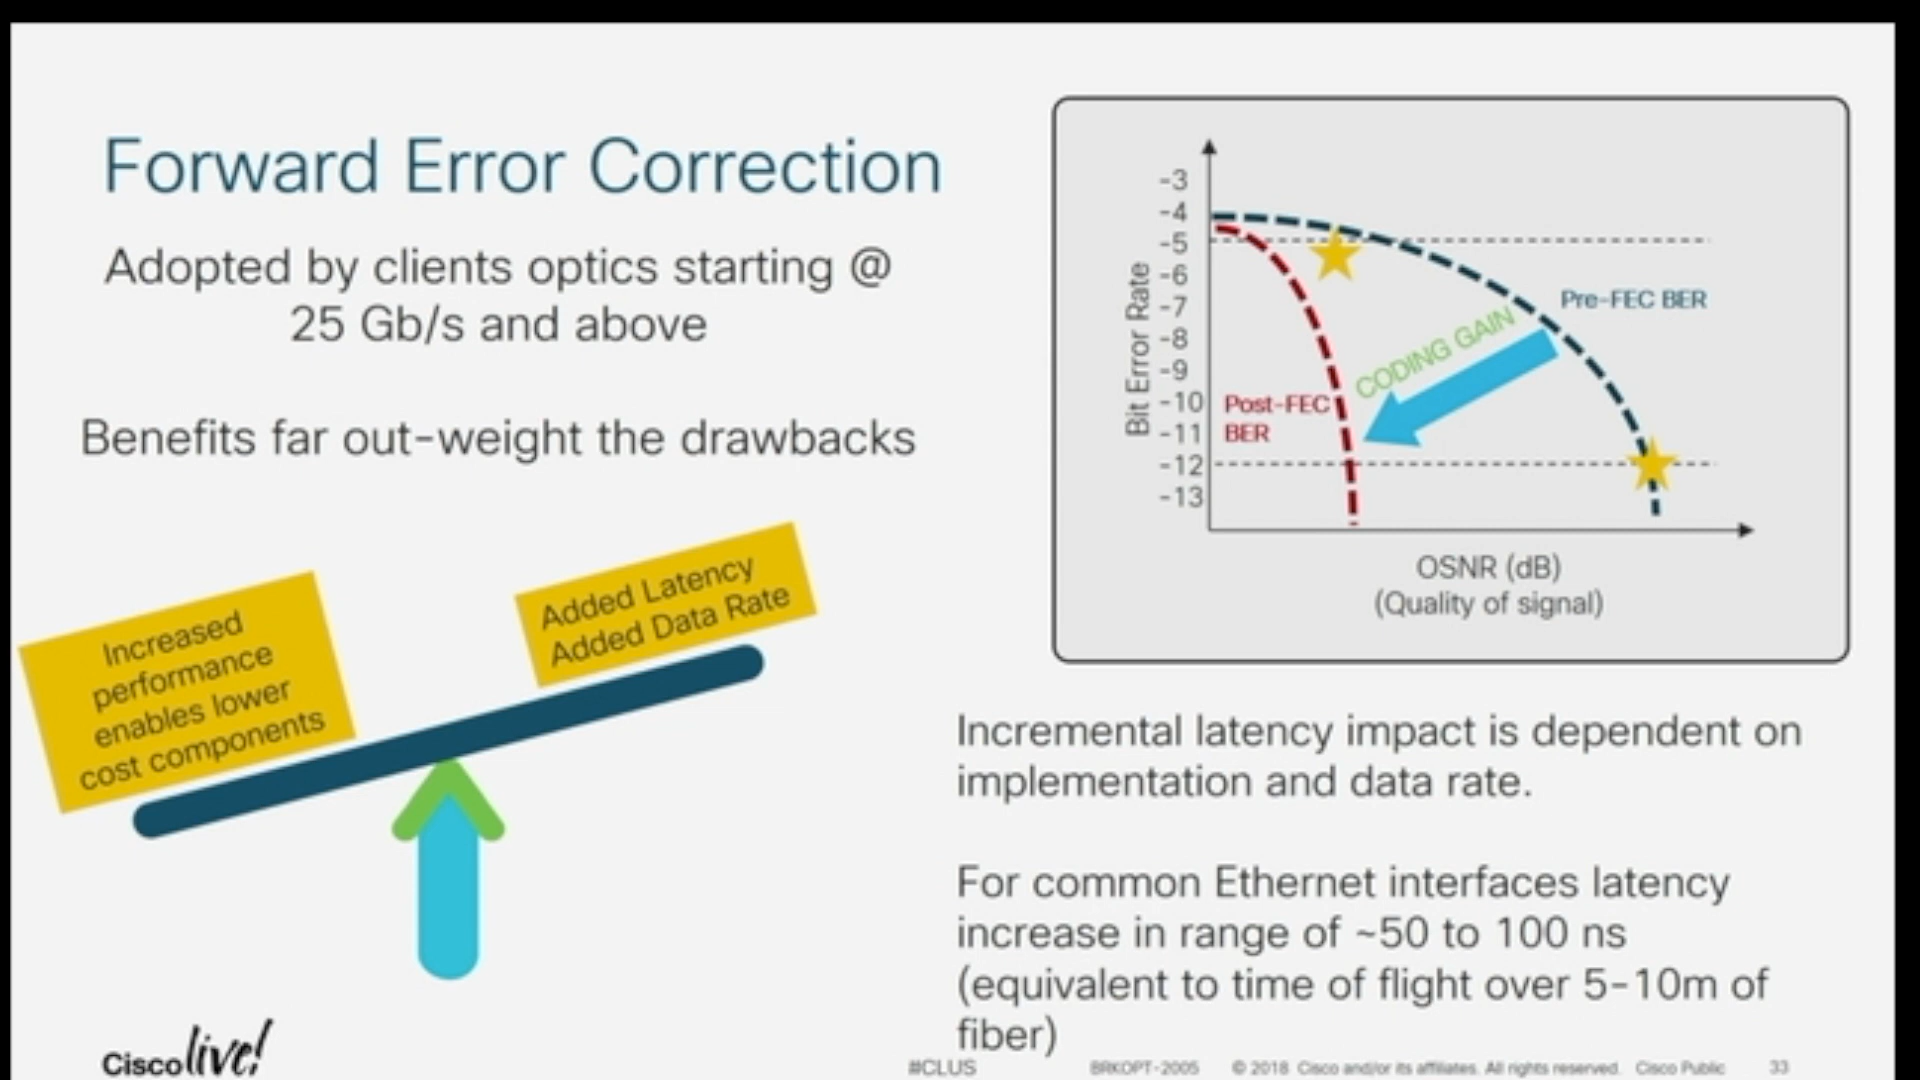 Forward Error Correction
Adopted by clients optics starting @
25 Gb/s and above
Benefits far out-weight the drawbacks
Increased
performance
enables lower
cost components
Added Latency
Added Data Rate
-3
-4
-5
-6
-7
-8
-9
-10
-11
-12
-13
Bit Error Rate
Pre-FEC BER
CODING GAIN
Post-FEC
BER
OSNR (dB)
(Quality of signal)
Incremental latency impact is dependent on
implementation and data rate.
For common Ethernet interfaces latency
increase in range of ~50 to 100 ns
(equivalent to time of flight over 5-10m of
fiber)
Cisco live!
#CLUS BRKOPT-2005 © 2018 Cisco and/or its affiliates. All rights reserved. Cisco Public 33